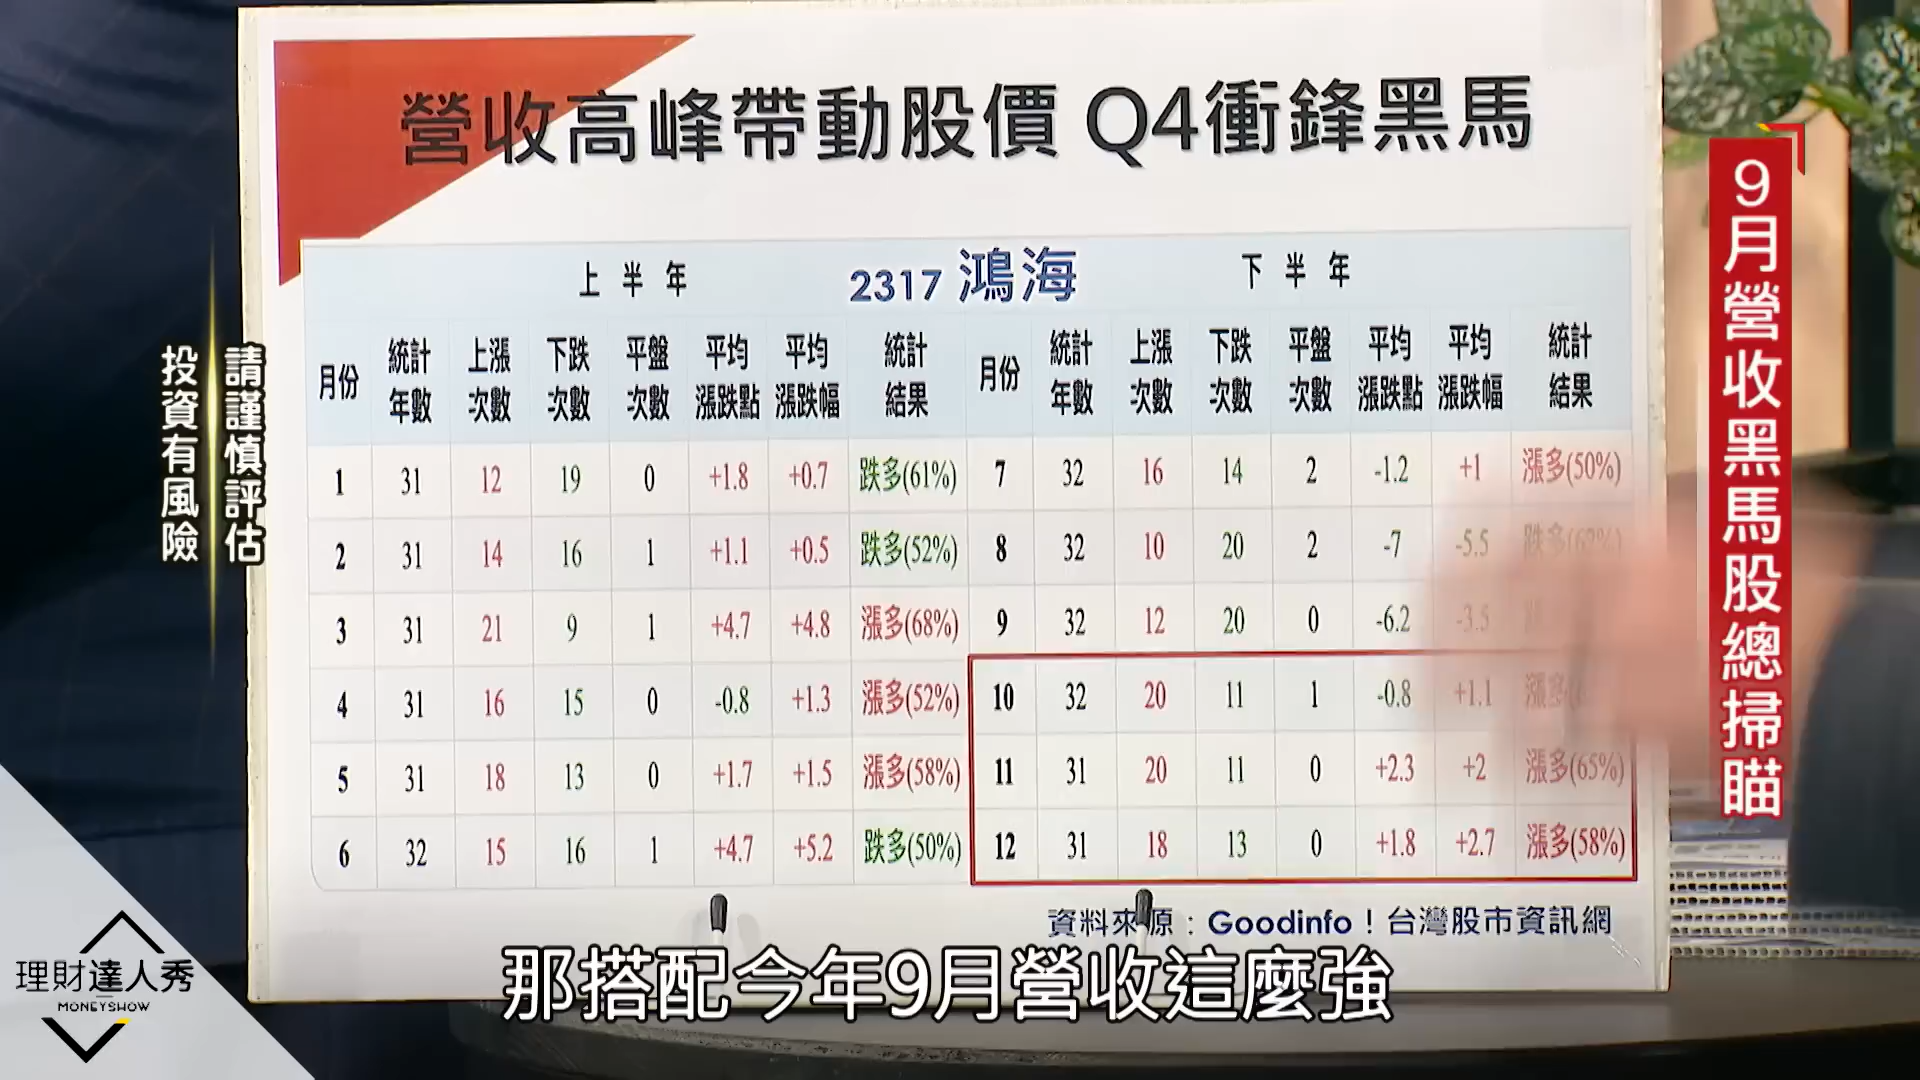 營收高峰帶動股價 Q4衝鋒黑馬
上半年 2317 鴻海 下半年
月份 統計年數 上漲次數 下跌次數 平盤次數 平均漲跌點 平均漲跌幅 統計結果 月份 統計年數 上漲次數 下跌次數 平盤次數 平均漲跌點 平均漲跌幅 統計結果
1 31 12 19 0 +1.8 +0.7 跌多(61%) 7 32 16 14 2 -1.2 +1 漲多(50%)
2 31 14 16 1 +1.1 +0.5 跌多(52%) 8 32 10 20 2 -7 -5.5
3 31 21 9 1 +4.7 +4.8 漲多(68%) 9 32 12 20 0 -6.2 -3.5
4 31 16 15 0 -0.8 +1.3 漲多(52%) 10 32 20 11 1 -0.8 +1.1
5 31 18 13 0 +1.7 +1.5 漲多(58%) 11 31 20 11 0 +2.3 +2 漲多(65%)
6 32 15 16 1 +4.7 +5.2 跌多(50%) 12 31 18 13 0 +1.8 +2.7 漲多(58%)
資料來源：Goodinfo！台灣股市資訊網
9月營收黑馬股總掃瞄
請謹慎評估
投資有風險
理財達人秀
MONEYSHOW
那搭配今年9月營收這麼強